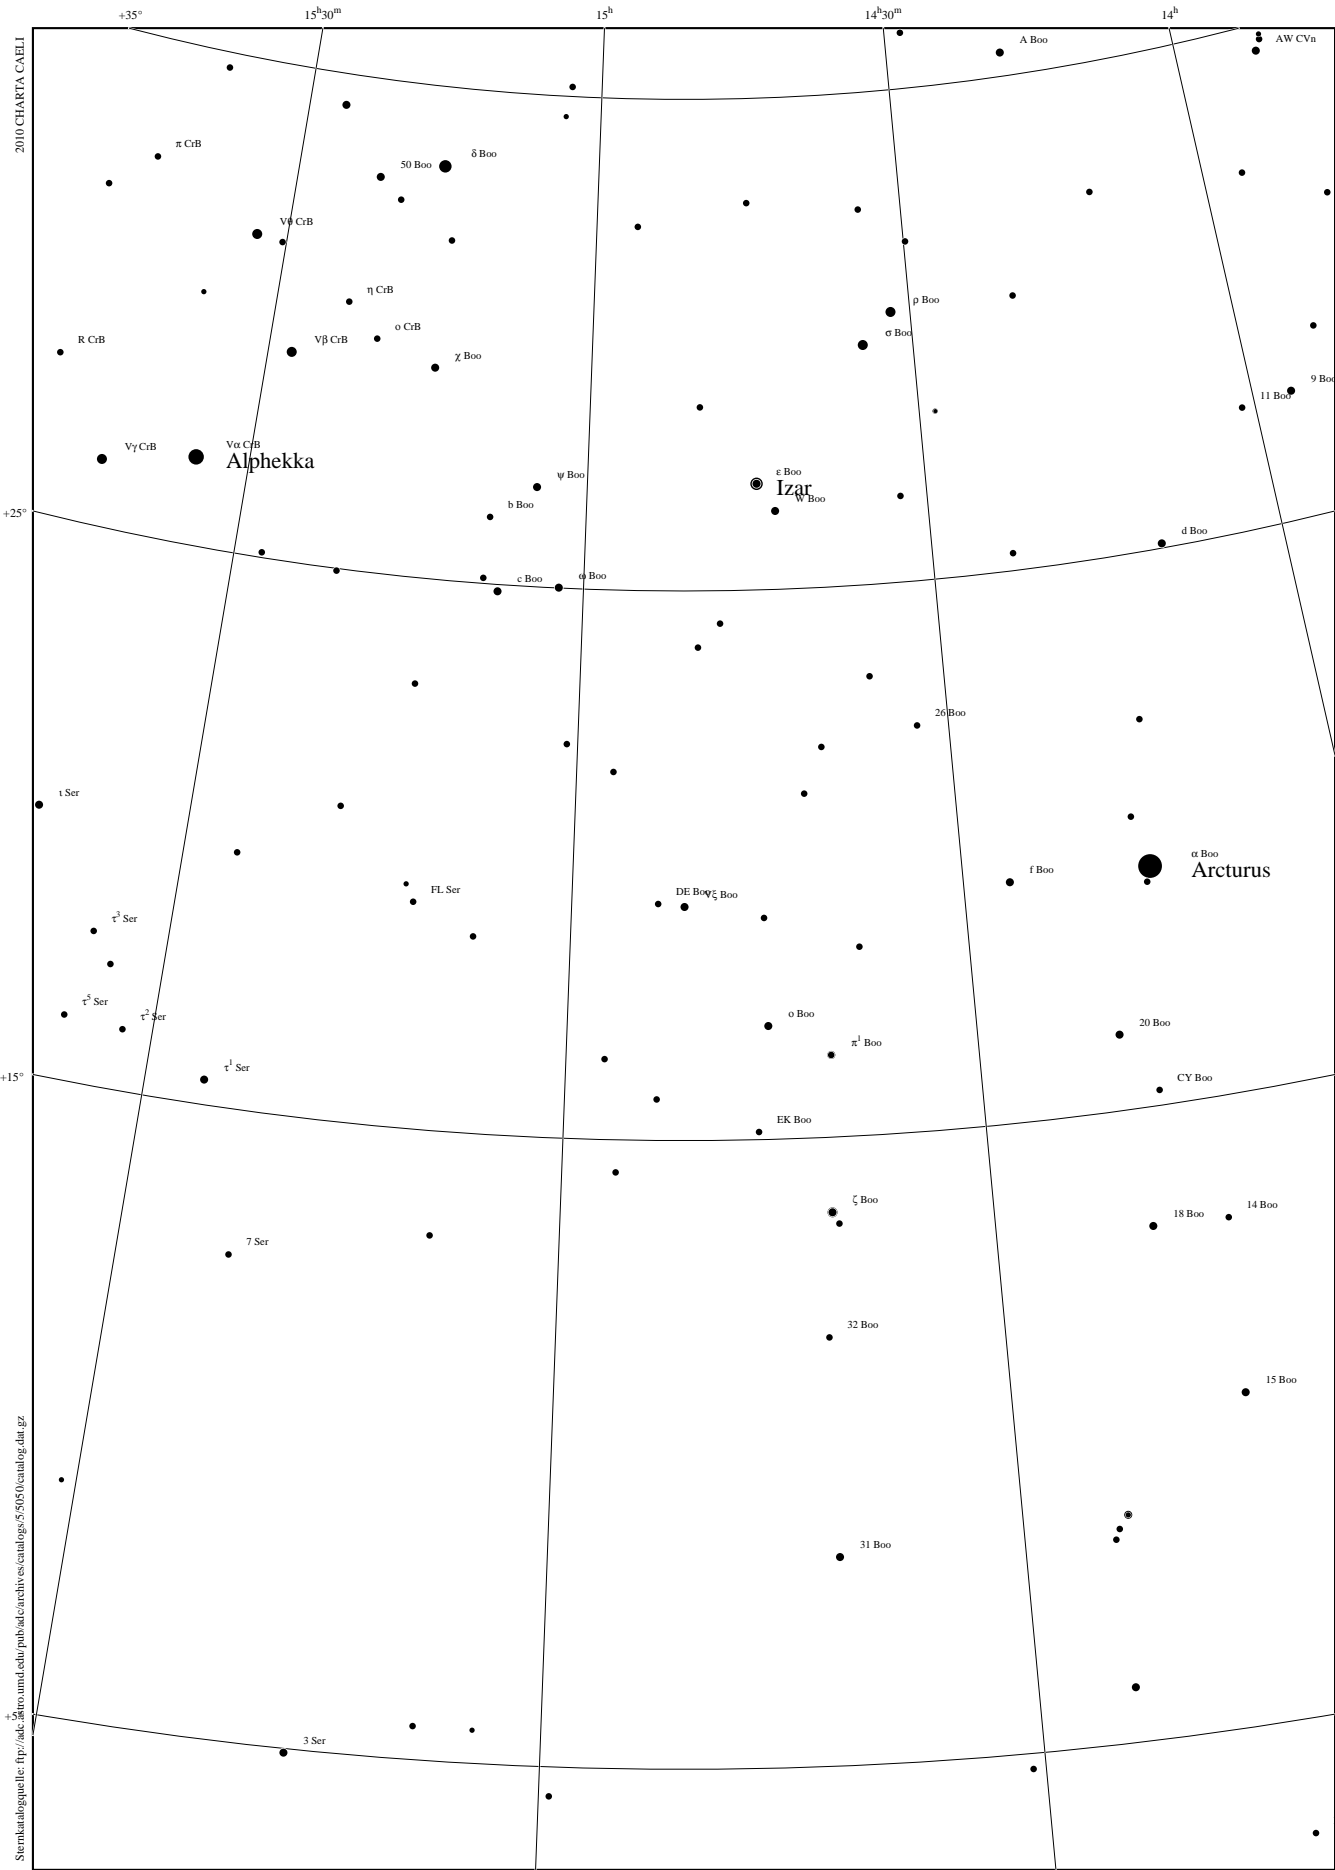 +35°
15h30m
15h
14h30m
14h
2010 CHARTA CAELI
A Boo
AW CVn
π CrB
δ Boo
50 Boo
Vθ CrB
η CrB
ρ Boo
ο CrB
σ Boo
R CrB
Vβ CrB
χ Boo
9 Boo
11 Boo
Vα CrB
Vγ CrB
Alphekka
ε Boo
ψ Boo
Izar
W Boo
b Boo
+25°
d Boo
c Boo
ω Boo
26 Boo
ι Ser
α Boo
Arcturus
f Boo
FL Ser
DE Boo
Vξ Boo
τ3 Ser
τ5 Ser
τ2 Ser
ο Boo
20 Boo
π1 Boo
τ1 Ser
+15°
CY Boo
EK Boo
ζ Boo
14 Boo
18 Boo
7 Ser
32 Boo
15 Boo
31 Boo
+5°
3 Ser
Sternkatalogquelle: ftp://adc.astro.umd.edu/pub/adc/archives/catalogs/5/5050/catalog.dat.gz